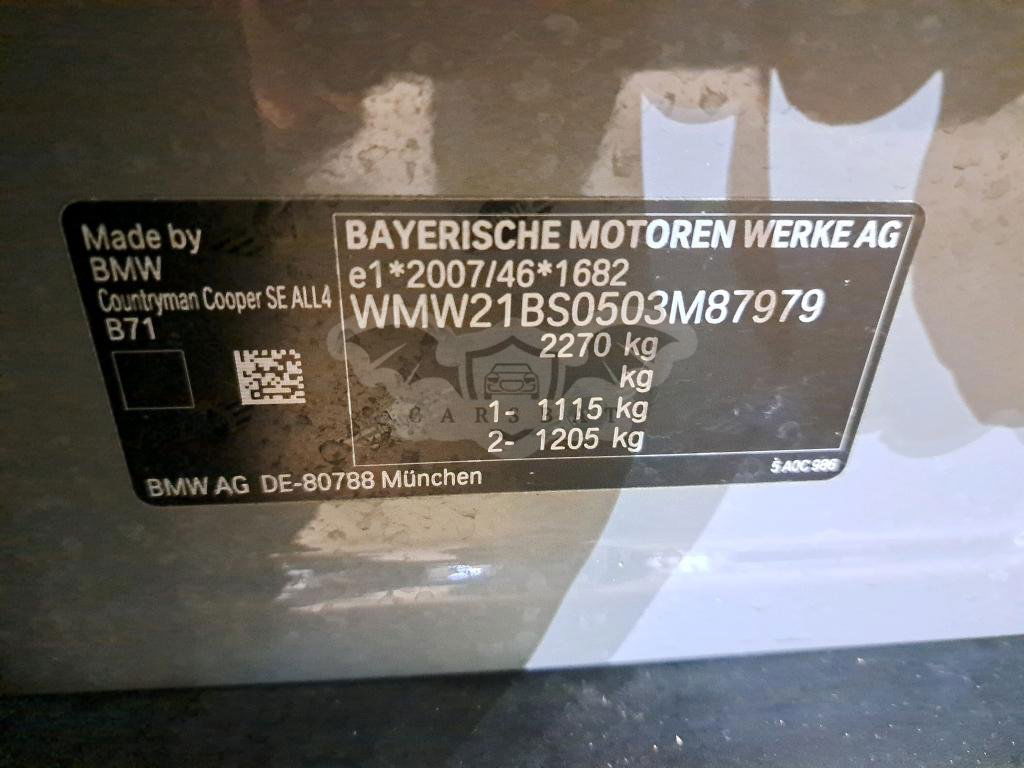 Made by
BMW
Countryman Cooper SE ALL4
B71
BAYERISCHE MOTOREN WERKE AG
e1*2007/46*1682
WMW21BS0503M87979
2270 kg
kg
1- 1115 kg
2- 1205 kg
BMW AG DE-80788 München